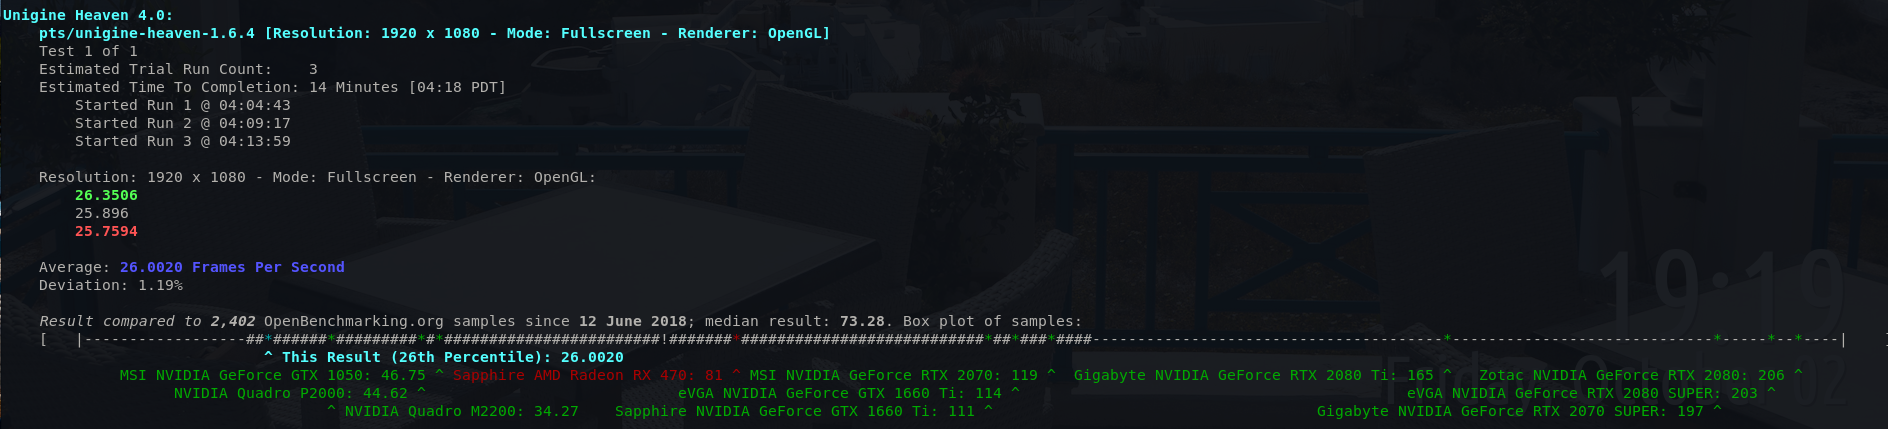 Unigine Heaven 4.0:
pts/unigine-heaven-1.6.4 [Resolution: 1920 x 1080 - Mode: Fullscreen - Renderer: OpenGL]
Test 1 of 1
Estimated Trial Run Count: 3
Estimated Time To Completion: 14 Minutes [04:18 PDT]
Started Run 1 @ 04:04:43
Started Run 2 @ 04:09:17
Started Run 3 @ 04:13:59
Resolution: 1920 x 1080 - Mode: Fullscreen - Renderer: OpenGL:
26.3506
25.896
25.7594
Average: 26.0020 Frames Per Second
Deviation: 1.19%
Result compared to 2,402 OpenBenchmarking.org samples since 12 June 2018; median result: 73.28. Box plot of samples:
[ |------------------##*######*#########*#*########################!#######*###########################*##*###*####---------------------------------------*-----------------------------*-----*--*----| ]
^ This Result (26th Percentile): 26.0020
MSI NVIDIA GeForce GTX 1050: 46.75 ^ Sapphire AMD Radeon RX 470: 81 ^ MSI NVIDIA GeForce RTX 2070: 119 ^ Gigabyte NVIDIA GeForce RTX 2080 Ti: 165 ^ Zotac NVIDIA GeForce RTX 2080: 206 ^
NVIDIA Quadro P2000: 44.62 ^ eVGA NVIDIA GeForce GTX 1660 Ti: 114 ^ eVGA NVIDIA GeForce RTX 2080 SUPER: 203 ^
^ NVIDIA Quadro M2200: 34.27 Sapphire NVIDIA GeForce GTX 1660 Ti: 111 ^ Gigabyte NVIDIA GeForce RTX 2070 SUPER: 197 ^
19:19
Friday October 02